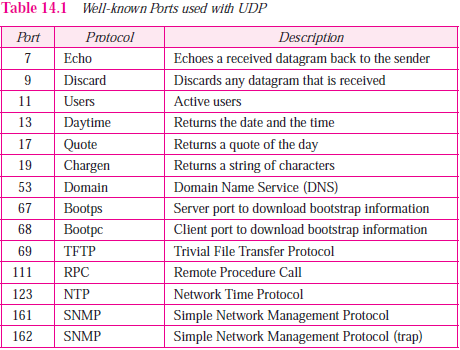 Table 14.1 Well-known Ports used with UDP
Port Protocol Description
7 Echo Echoes a received datagram back to the sender
9 Discard Discards any datagram that is received
11 Users Active users
13 Daytime Returns the date and the time
17 Quote Returns a quote of the day
19 Chargen Returns a string of characters
53 Domain Domain Name Service (DNS)
67 Bootps Server port to download bootstrap information
68 Bootpc Client port to download bootstrap information
69 TFTP Trivial File Transfer Protocol
111 RPC Remote Procedure Call
123 NTP Network Time Protocol
161 SNMP Simple Network Management Protocol
162 SNMP Simple Network Management Protocol (trap)